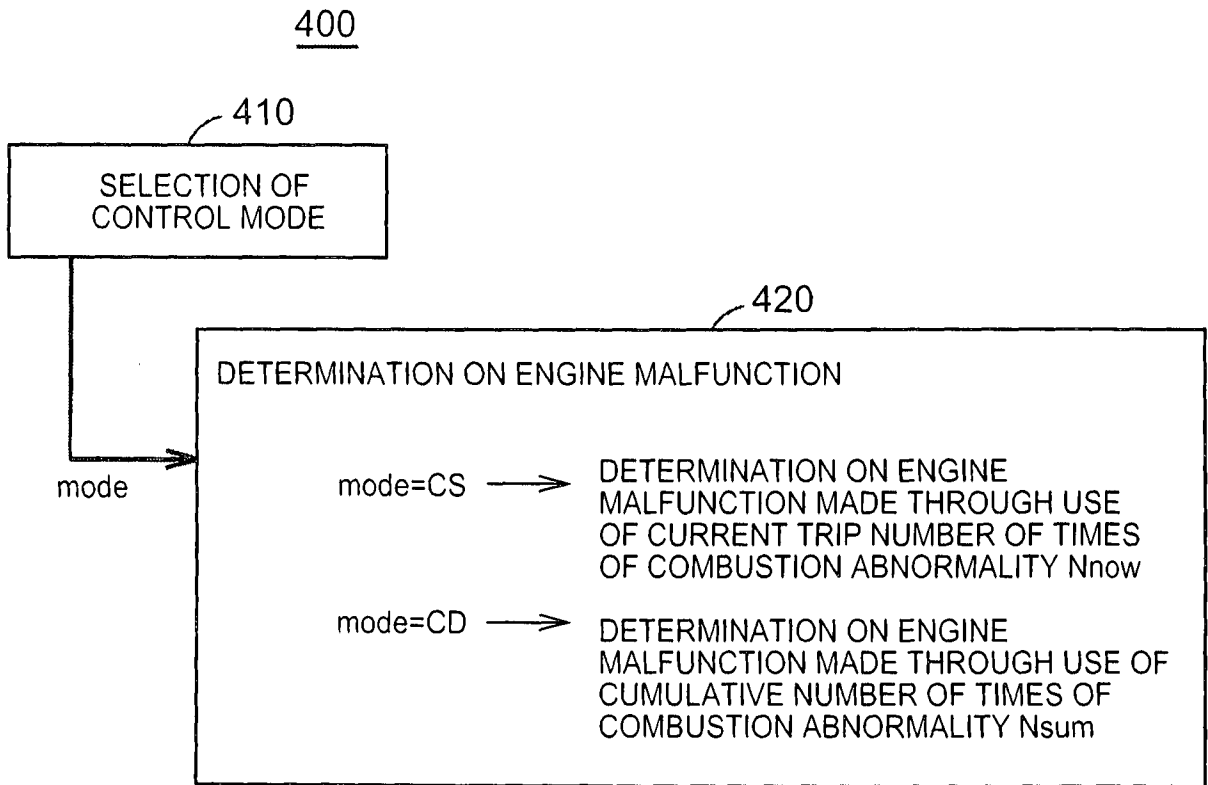 400
410
SELECTION OF
CONTROL MODE
420
DETERMINATION ON ENGINE MALFUNCTION
mode
mode=CS
DETERMINATION ON ENGINE
MALFUNCTION MADE THROUGH USE
OF CURRENT TRIP NUMBER OF TIMES
OF COMBUSTION ABNORMALITY Nnow
mode=CD
DETERMINATION ON ENGINE
MALFUNCTION MADE THROUGH USE OF
CUMULATIVE NUMBER OF TIMES OF
COMBUSTION ABNORMALITY Nsum